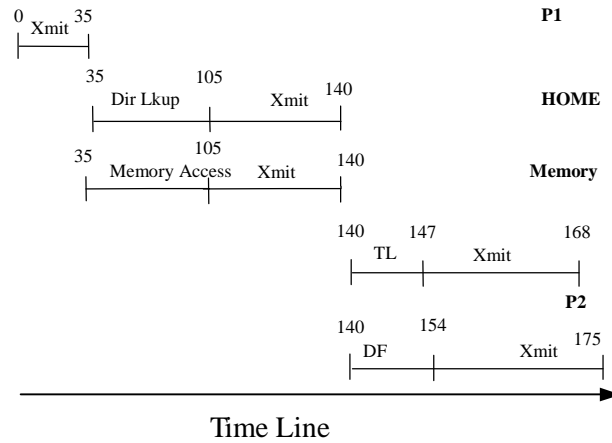 0 35 P1
Xmit
35 105 140 HOME
Dir Lkup Xmit
35 105 140 Memory
Memory Access Xmit
140 147 168
TL Xmit
P2
140 154 175
DF Xmit
Time Line